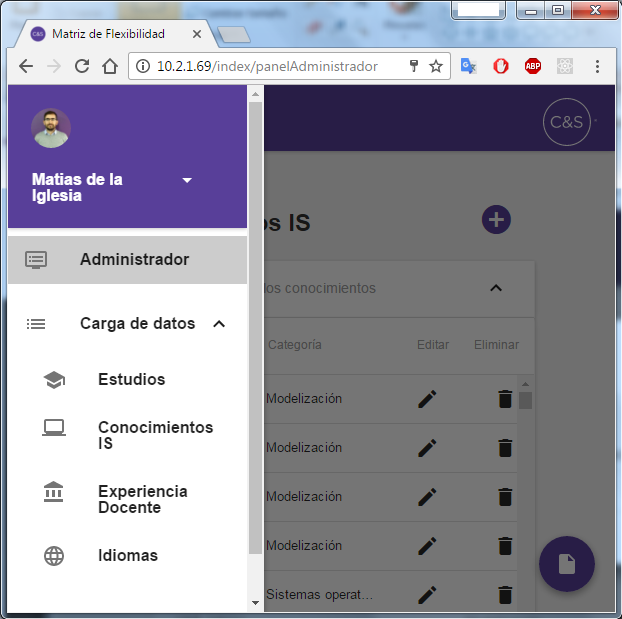 C&S Matriz de Flexibilidad
10.2.1.69/index/panelAdministrador
ABP
C&S
Matias de la
Iglesia
os IS
Administrador
los conocimientos
Carga de datos
Categoría Editar Eliminar
Estudios
Modelización
Conocimientos
IS
Modelización
Experiencia
Docente
Modelización
Idiomas
Modelización
Sistemas operat...